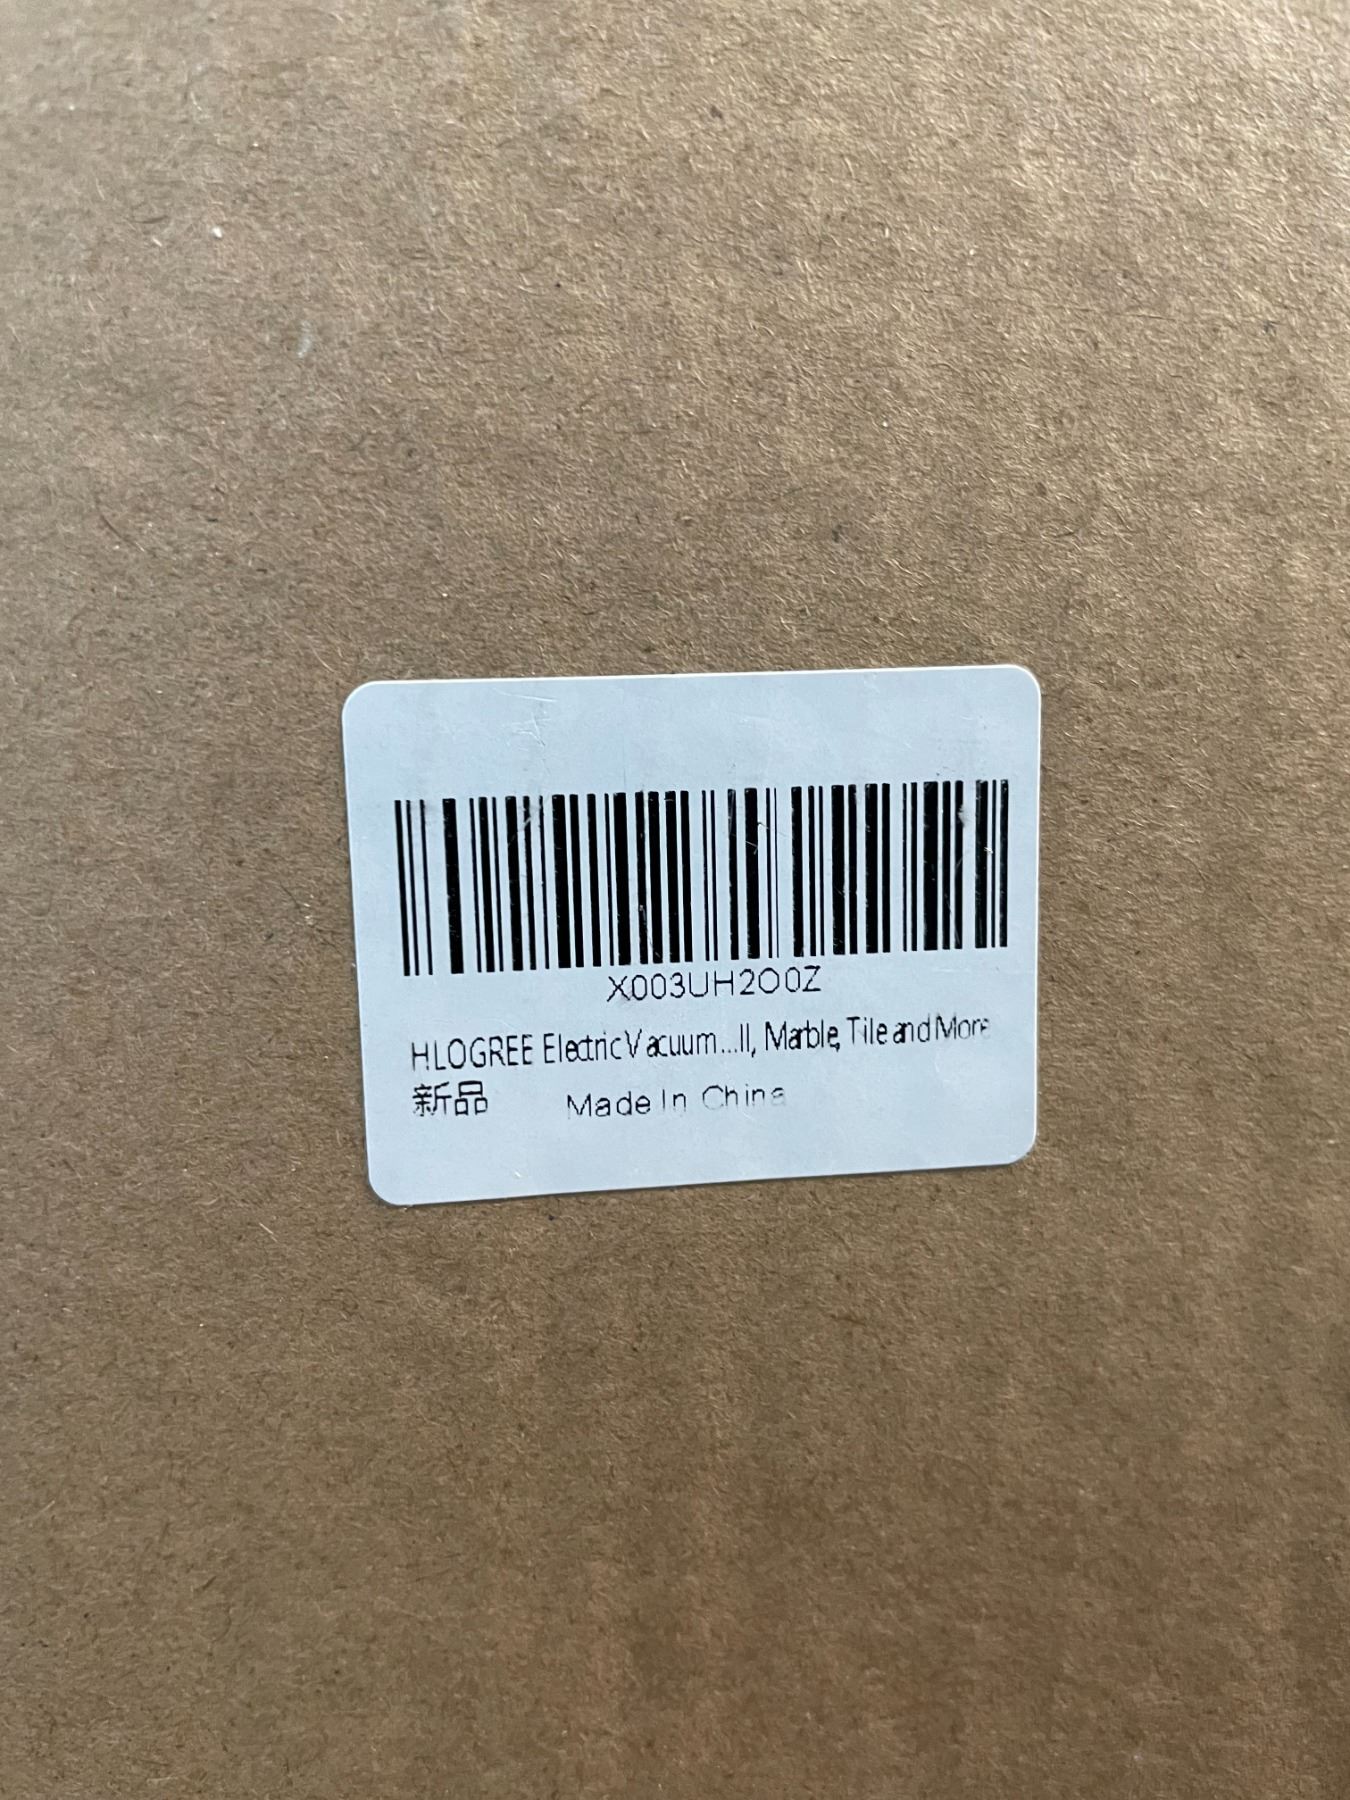 X003UH2O0Z
HLOGREE Electric Vacuum...ll, Marble, Tile and More
新品 Made In China